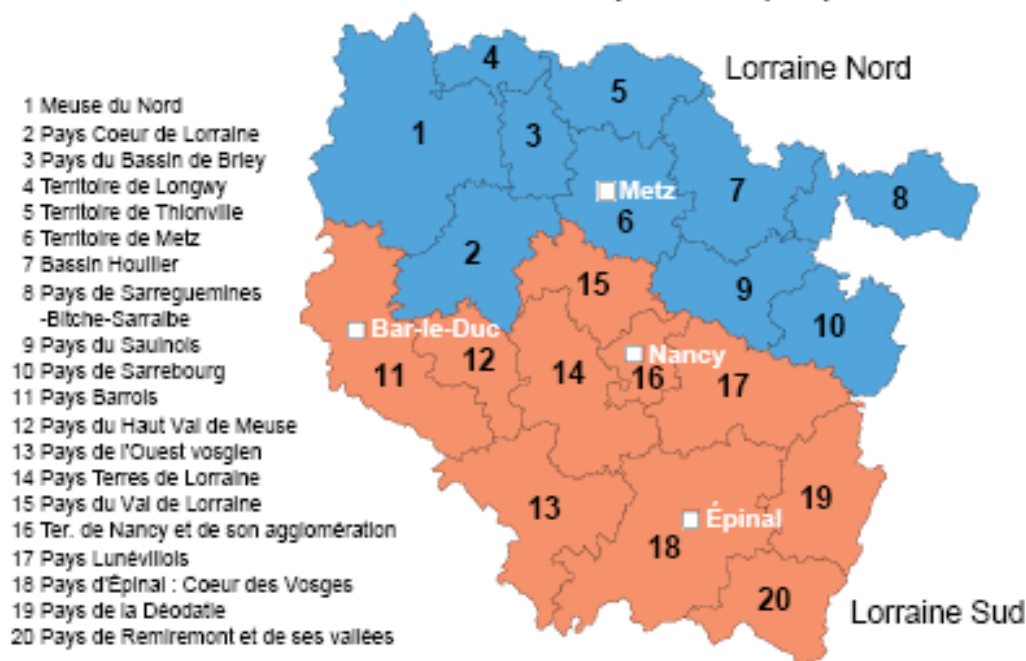 Lorraine Nord
1 Meuse du Nord
2 Pays Coeur de Lorraine
3 Pays du Bassin de Briey
4 Territoire de Longwy
5 Territoire de Thionville
6 Territoire de Metz
7 Bassin Houiller
8 Pays de Sarreguemines
-Bitche-Sarralbe
9 Pays du Saulnois
10 Pays de Sarrebourg
11 Pays Barrois
12 Pays du Haut Val de Meuse
13 Pays de l'Ouest vosgien
14 Pays Terres de Lorraine
15 Pays du Val de Lorraine
16 Ter. de Nancy et de son agglomération
17 Pays Lunévillois
18 Pays d'Épinal : Coeur des Vosges
19 Pays de la Déodatie
20 Pays de Remiremont et de ses vallées
4
5
1
3
Metz
7
8
6
2
15
9
10
Bar-le-Duc
12
Nancy
11
14
16
17
13
19
Épinal
18
20
Lorraine Sud